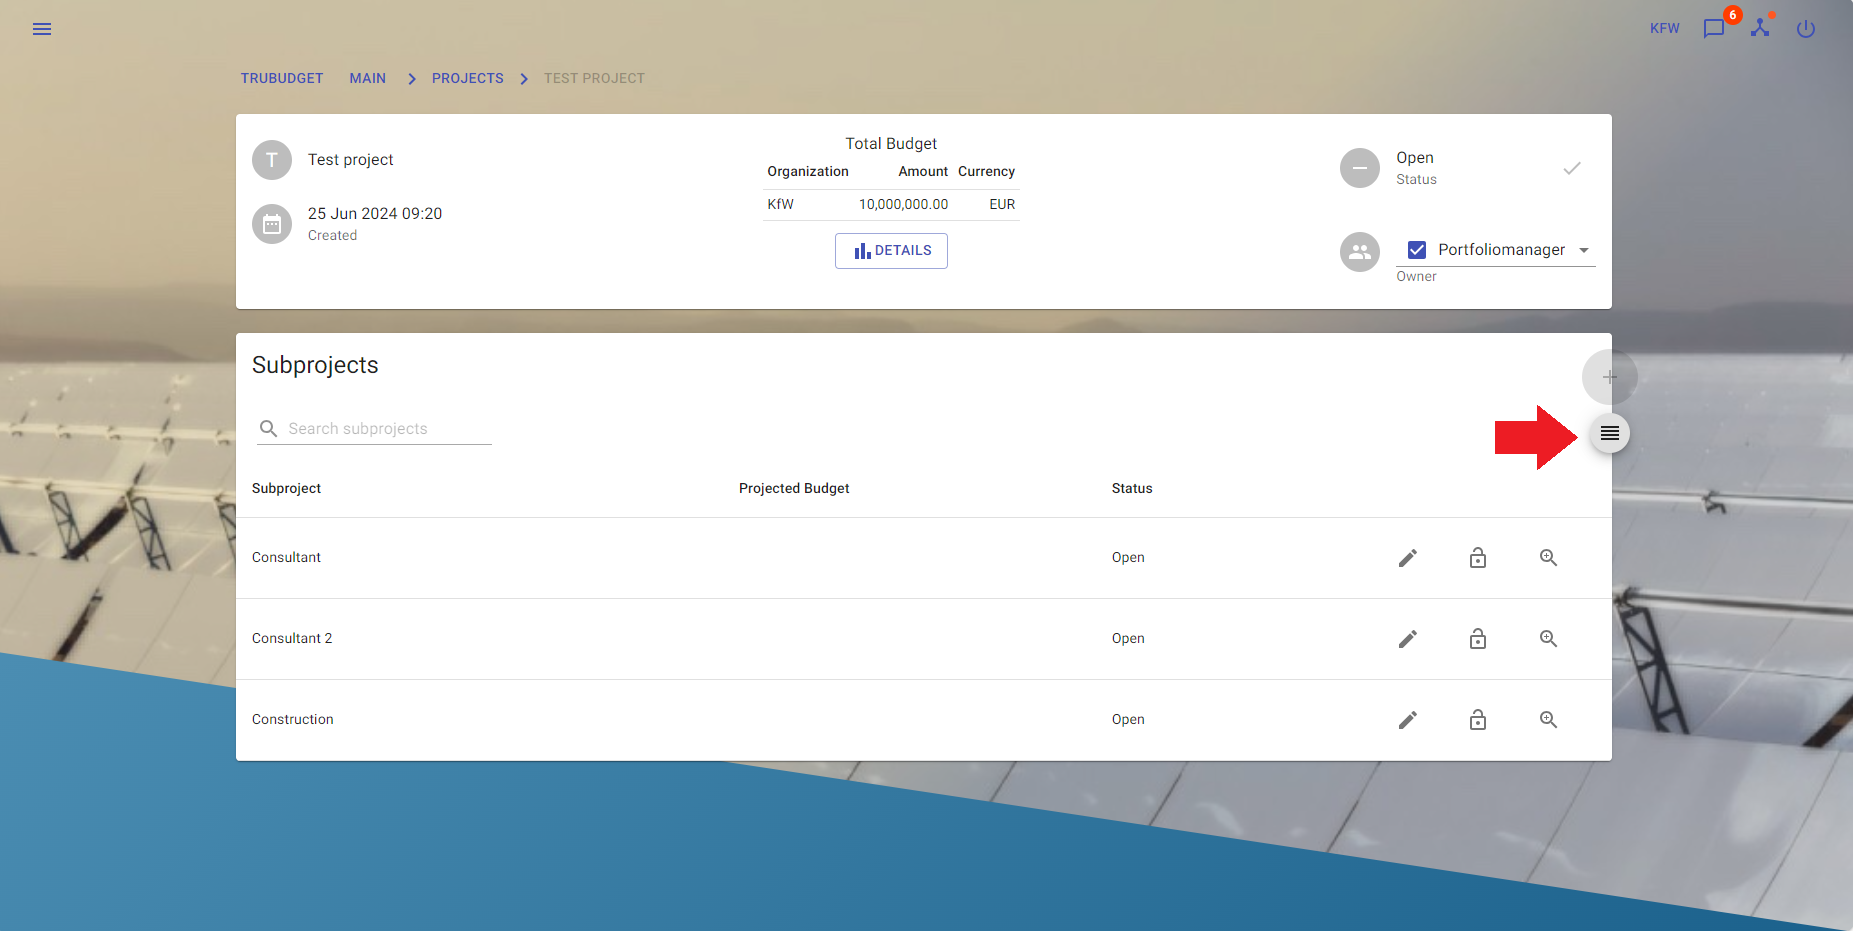 KFW 6
TRUBUDGET MAIN PROJECTS TEST PROJECT
T Test project
25 Jun 2024 09:20
Created
Total Budget
Organization Amount Currency
KfW 10,000,000.00 EUR
DETAILS
Open
Status
Portfoliomanager
Owner
Subprojects
Search subprojects
Subproject Projected Budget Status
Consultant Open
Consultant 2 Open
Construction Open